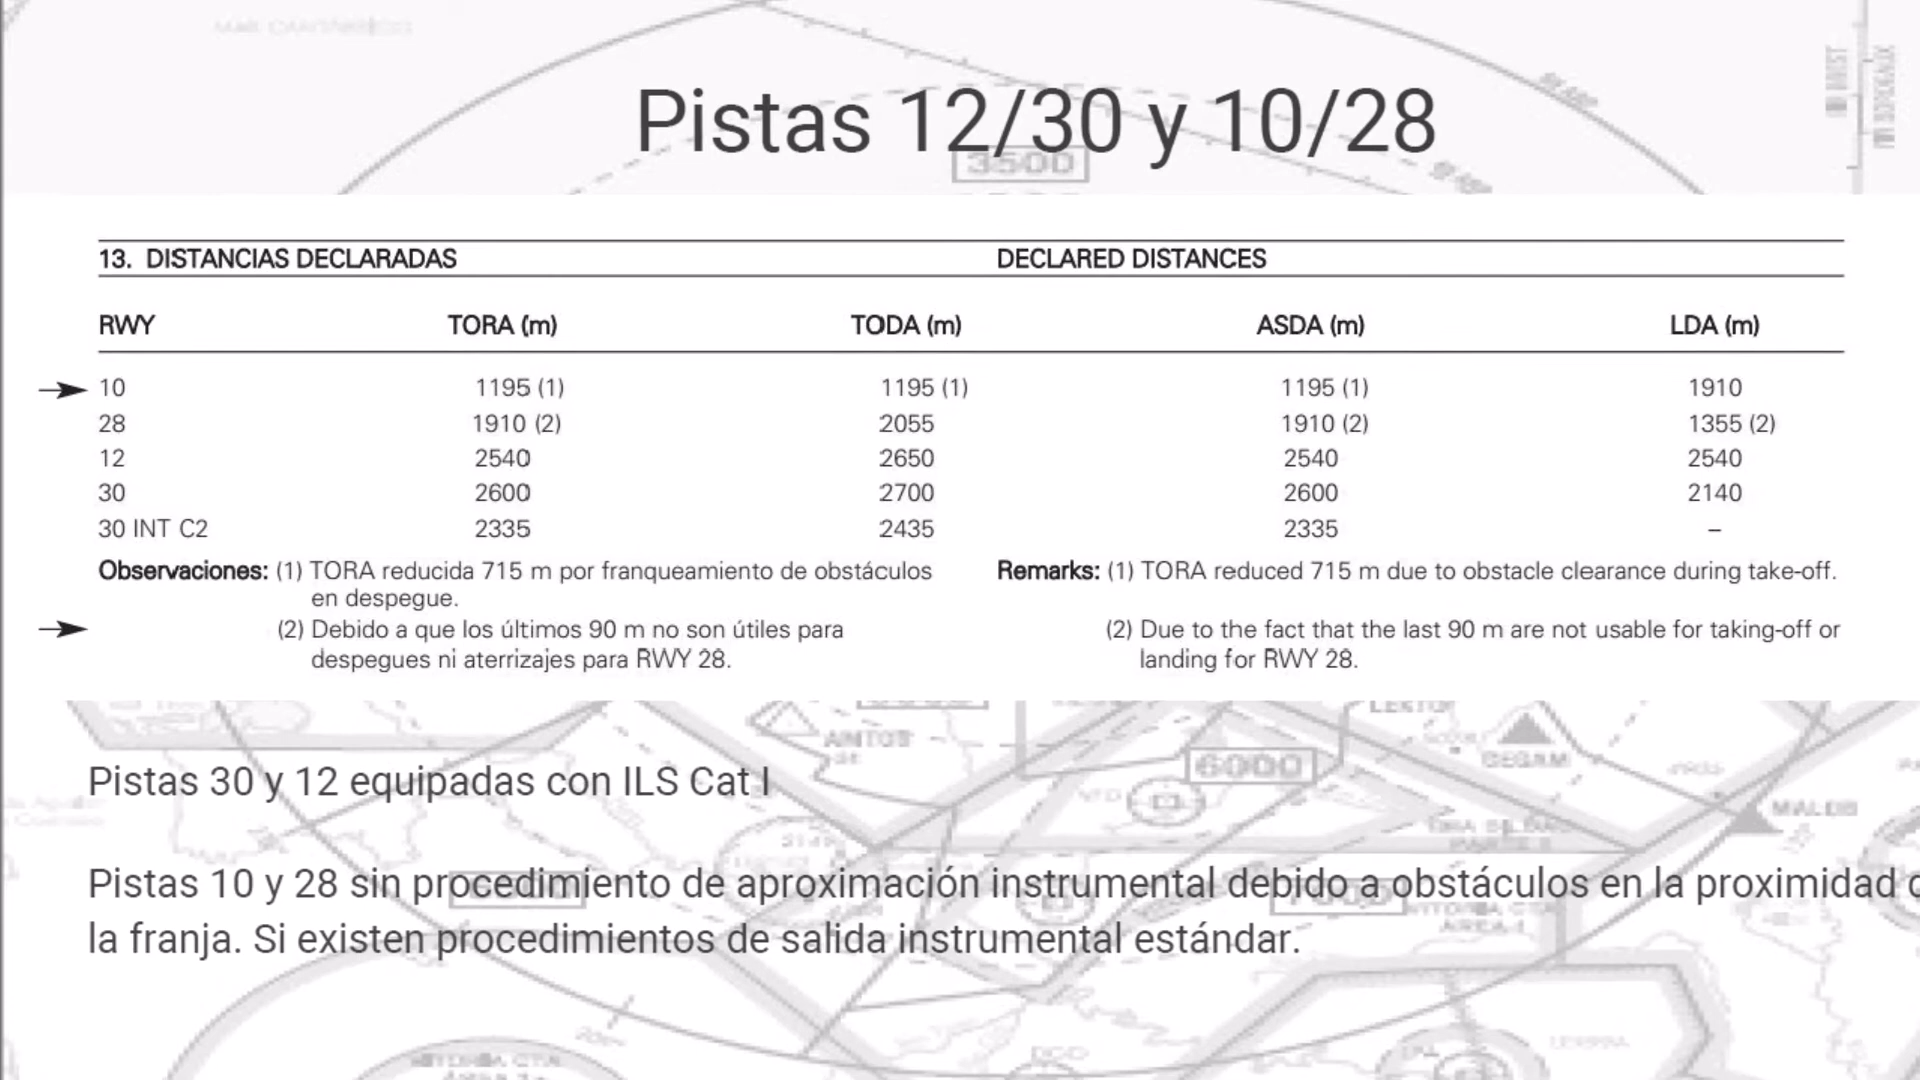 Pistas 12/30 y 10/28
3500
13. DISTANCIAS DECLARADAS DECLARED DISTANCES
RWY TORA (m) TODA (m) ASDA (m) LDA (m)
10 1195 (1) 1195 (1) 1195 (1) 1910
28 1910 (2) 2055 1910 (2) 1355 (2)
12 2540 2650 2540 2540
30 2600 2700 2600 2140
30 INT C2 2335 2435 2335 –
Observaciones: (1) TORA reducida 715 m por franqueamiento de obstáculos
en despegue.
(2) Debido a que los últimos 90 m no son útiles para
despegues ni aterrizajes para RWY 28.
Remarks: (1) TORA reduced 715 m due to obstacle clearance during take-off.
(2) Due to the fact that the last 90 m are not usable for taking-off or
landing for RWY 28.
ANTOS
DEGAM
6000
MALOB
Pistas 30 y 12 equipadas con ILS Cat I
Pistas 10 y 28 sin procedimiento de aproximación instrumental debido a obstáculos en la proximidad
la franja. Si existen procedimientos de salida instrumental estándar.